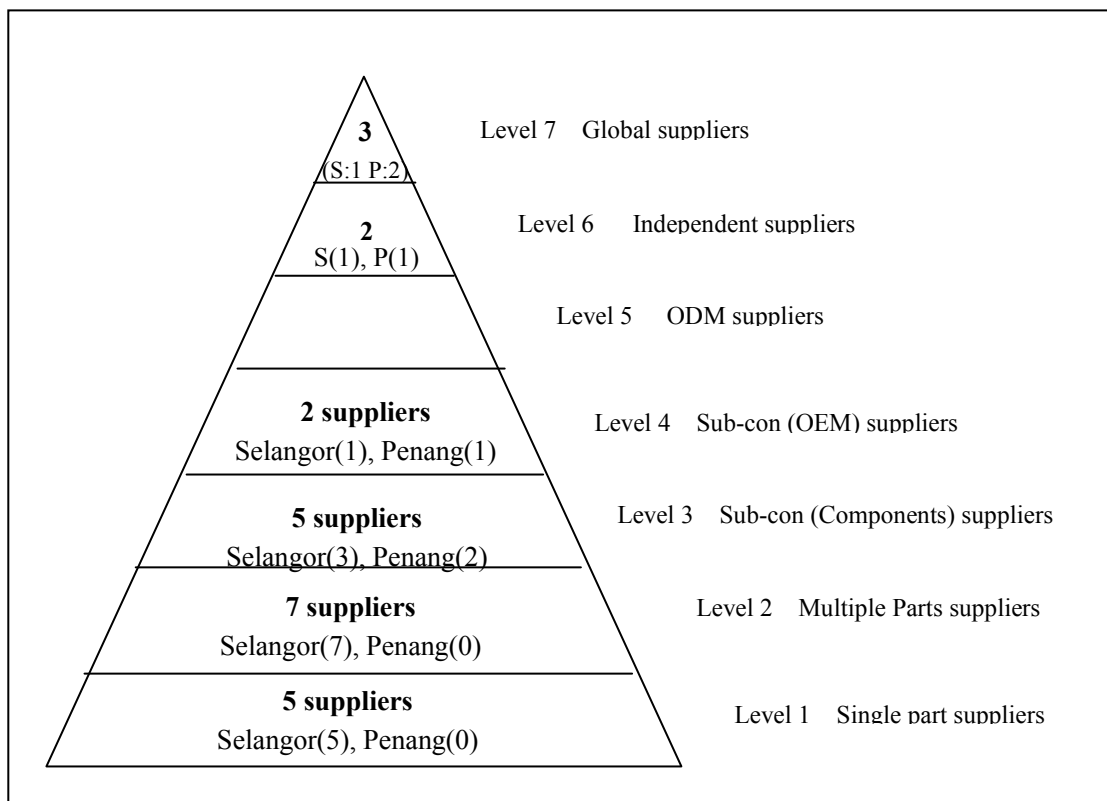 3
Level 7 Global suppliers
(S:1 P:2)
Level 6 Independent suppliers
2
S(1), P(1)
Level 5 ODM suppliers
2 suppliers
Level 4 Sub-con (OEM) suppliers
Selangor(1), Penang(1)
5 suppliers
Level 3 Sub-con (Components) suppliers
Selangor(3), Penang(2)
7 suppliers
Level 2 Multiple Parts suppliers
Selangor(7), Penang(0)
5 suppliers
Level 1 Single part suppliers
Selangor(5), Penang(0)